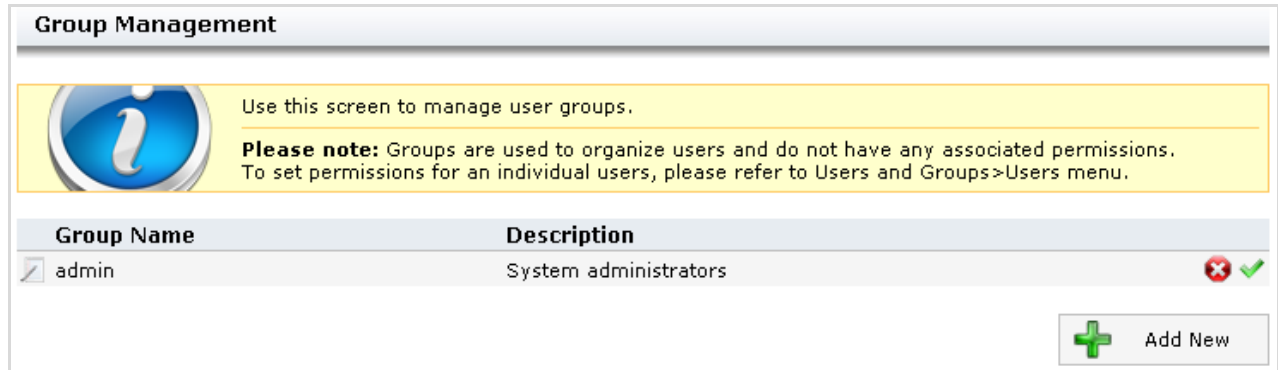 Group Management
Use this screen to manage user groups.
Please note: Groups are used to organize users and do not have any associated permissions.
To set permissions for an individual users, please refer to Users and Groups>Users menu.
Group Name Description
admin System administrators
Add New